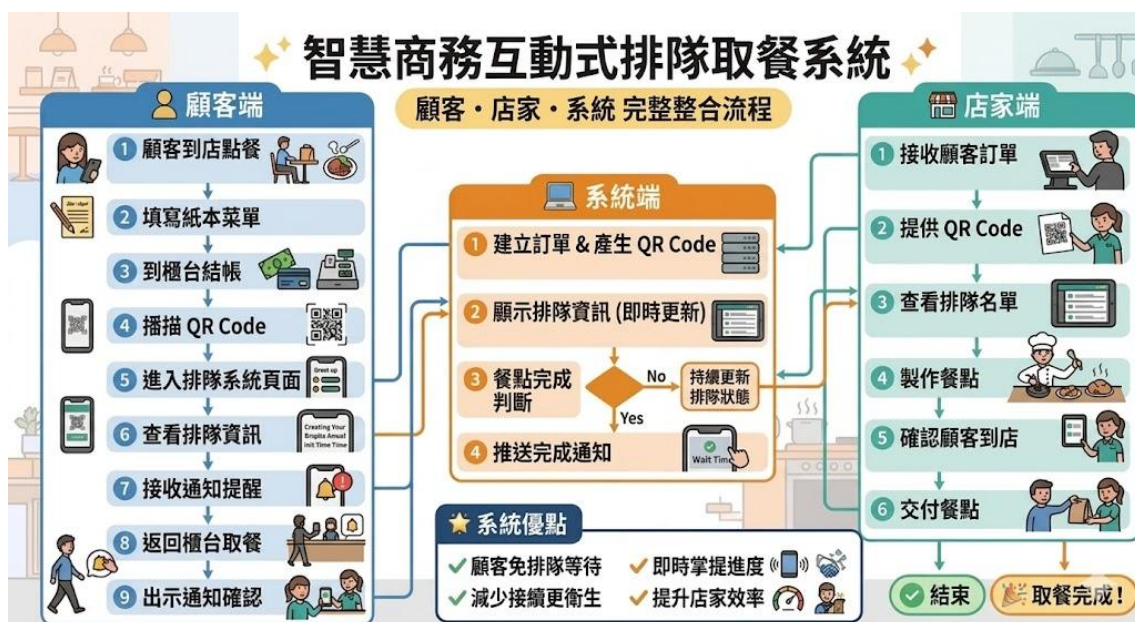 智慧商務互動式排隊取餐系統
顧客・店家・系統 完整整合流程
顧客端
1 顧客到店點餐
2 填寫紙本菜單
3 到櫃台結帳
4 播描 QR Code
5 進入排隊系統頁面
Great up
6 查看排隊資訊
Creating Your
7 接收通知提醒
8 返回櫃台取餐
9 出示通知確認
系統端
1 建立訂單 & 產生 QR Code
2 顯示排隊資訊 (即時更新)
3 餐點完成
判斷
No
持續更新
排隊狀態
Yes
4 推送完成通知
Wait Time
系統優點
顧客免排隊等待
即時掌提進度
減少接續更衛生
提升店家效率
店家端
1 接收顧客訂單
2 提供 QR Code
3 查看排隊名單
4 製作餐點
5 確認顧客到店
6 交付餐點
結束
取餐完成！